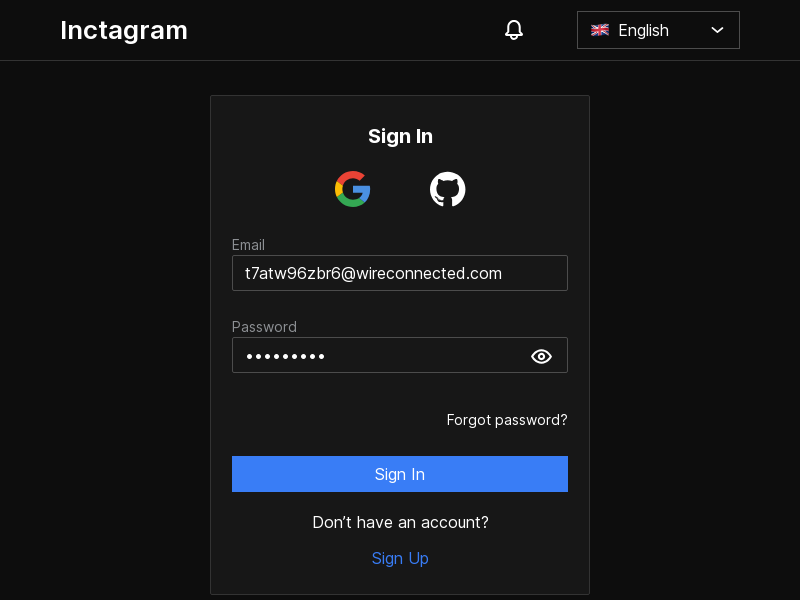 Inctagram
English
Sign In
Email
t7atw96zbr6@wireconnected.com
Password
•••••••••
Forgot password?
Sign In
Don’t have an account?
Sign Up